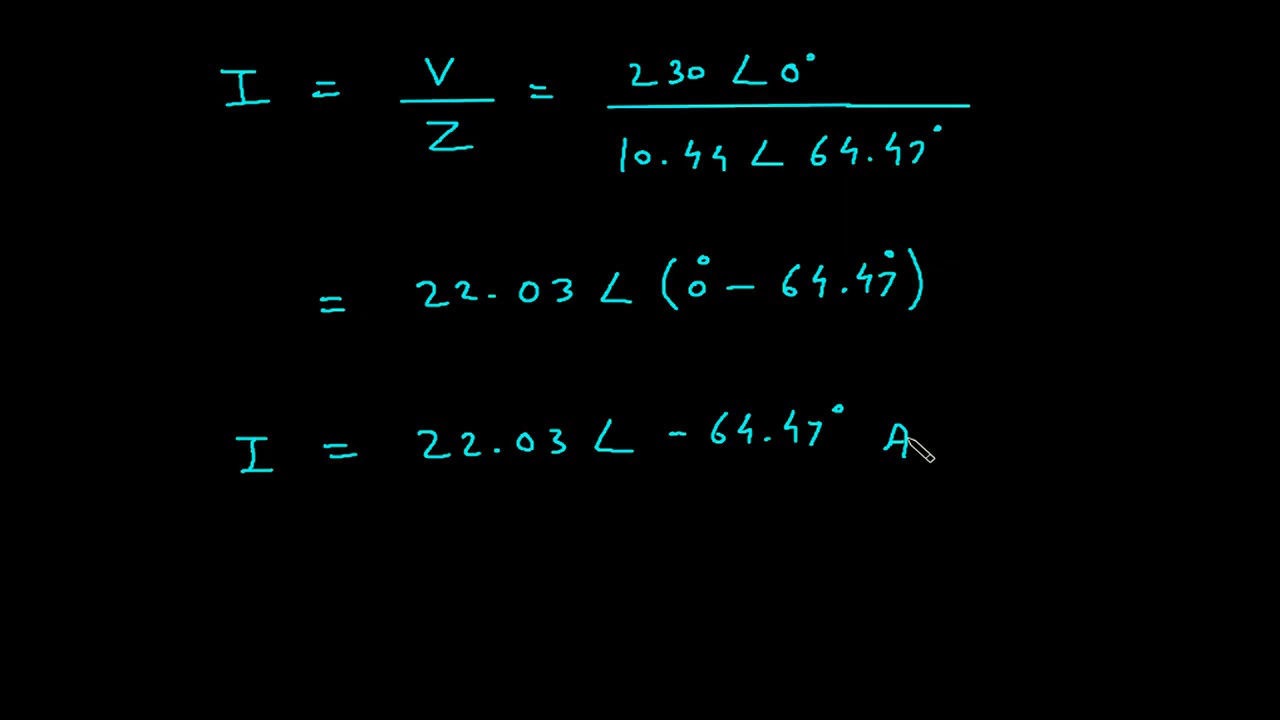 I = V / Z = 230 ∠ 0° / 10.44 ∠ 64.47°
= 22.03 ∠ (0° - 64.47°)
I = 22.03 ∠ - 64.47° A